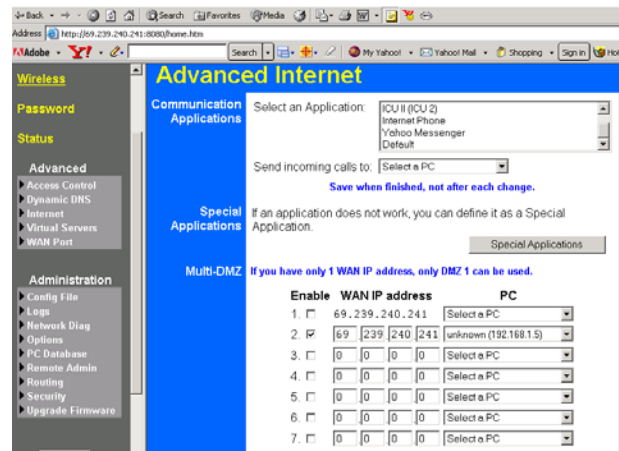 Back Search Favorites Media
Address http://69.239.240.241:8080/home.htm
Adobe Y! Search My Yahoo! Yahoo! Mail Shopping Sign In
Wireless
Password
Status
Advanced
Access Control
Dynamic DNS
Internet
Virtual Servers
WAN Port
Administration
Config File
Logs
Network Diag
Options
PC Database
Remote Admin
Routing
Security
Upgrade Firmware
Advanced Internet
Communication Applications
Select an Application:
ICU II (ICU 2)
Internet Phone
Yahoo Messenger
Default
Send incoming calls to: Select a PC
Save when finished, not after each change.
Special Applications
If an application does not work, you can define it as a Special
Application.
Special Applications
Multi-DMZ
If you have only 1 WAN IP address, only DMZ 1 can be used.
Enable WAN IP address PC
1. 69.239.240.241 Select a PC
2. 69 .239 .240 .241 unknown (192.168.1.5)
3. 0 .0 .0 .0 Select a PC
4. 0 .0 .0 .0 Select a PC
5. 0 .0 .0 .0 Select a PC
6. 0 .0 .0 .0 Select a PC
7. 0 .0 .0 .0 Select a PC